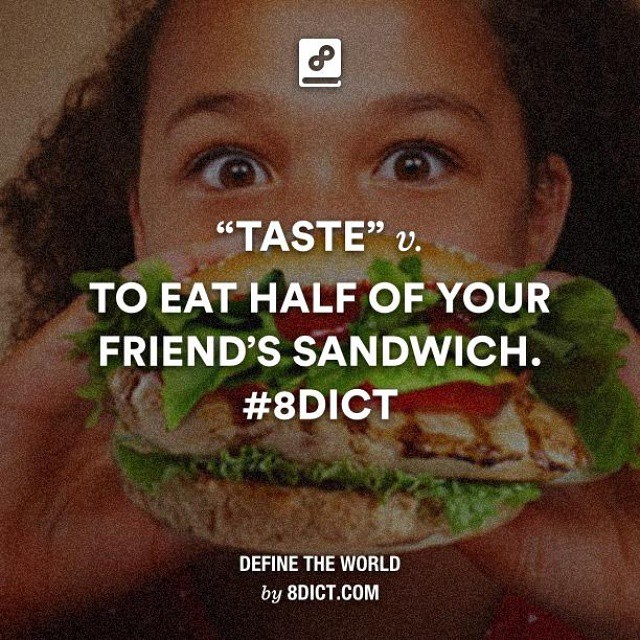 “TASTE” v.
TO EAT HALF OF YOUR
FRIEND’S SANDWICH.
#8DICT
DEFINE THE WORLD
by 8DICT.COM